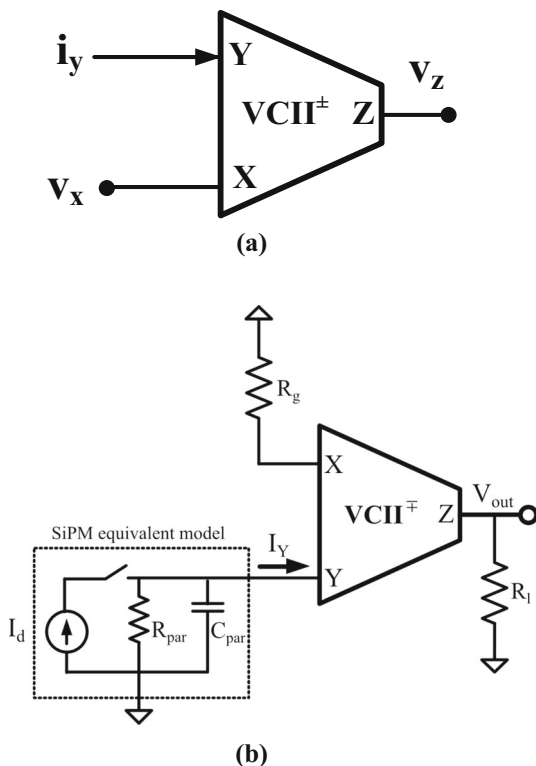 i_y
Y
VCII^±
Z
v_z
v_x
X
(a)
R_g
X
VCII^∓
Z
V_out
SiPM equivalent model
I_Y
Y
R_l
I_d
R_par
C_par
(b)